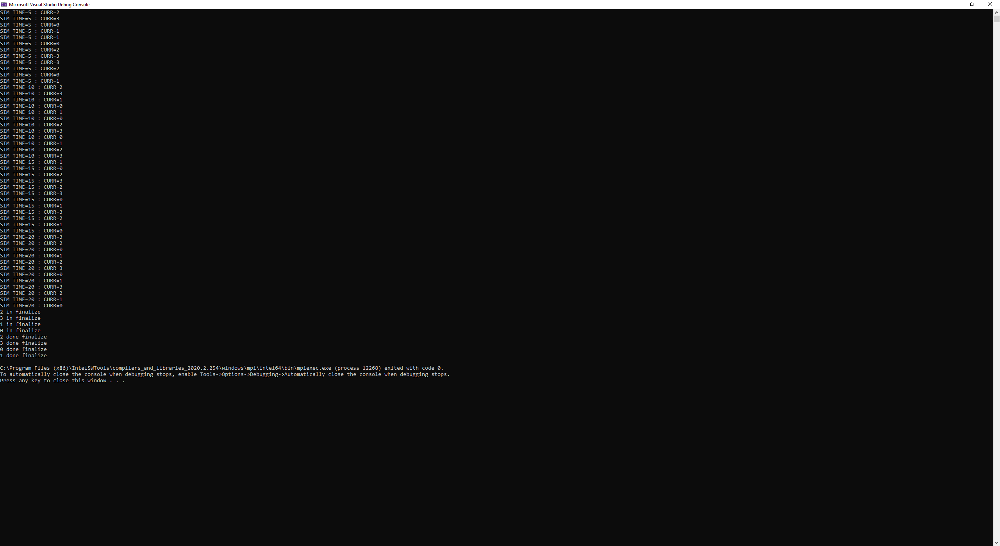 Microsoft Visual Studio Debug Console
SIM TIME=5 : CURR=2
SIM TIME=5 : CURR=3
SIM TIME=5 : CURR=0
SIM TIME=5 : CURR=1
SIM TIME=5 : CURR=1
SIM TIME=5 : CURR=0
SIM TIME=5 : CURR=2
SIM TIME=5 : CURR=3
SIM TIME=5 : CURR=3
SIM TIME=5 : CURR=2
SIM TIME=5 : CURR=0
SIM TIME=5 : CURR=1
SIM TIME=10 : CURR=2
SIM TIME=10 : CURR=3
SIM TIME=10 : CURR=1
SIM TIME=10 : CURR=0
SIM TIME=10 : CURR=1
SIM TIME=10 : CURR=0
SIM TIME=10 : CURR=2
SIM TIME=10 : CURR=3
SIM TIME=10 : CURR=0
SIM TIME=10 : CURR=1
SIM TIME=10 : CURR=2
SIM TIME=10 : CURR=3
SIM TIME=15 : CURR=1
SIM TIME=15 : CURR=0
SIM TIME=15 : CURR=2
SIM TIME=15 : CURR=3
SIM TIME=15 : CURR=2
SIM TIME=15 : CURR=3
SIM TIME=15 : CURR=0
SIM TIME=15 : CURR=1
SIM TIME=15 : CURR=3
SIM TIME=15 : CURR=2
SIM TIME=15 : CURR=1
SIM TIME=15 : CURR=0
SIM TIME=20 : CURR=3
SIM TIME=20 : CURR=2
SIM TIME=20 : CURR=0
SIM TIME=20 : CURR=1
SIM TIME=20 : CURR=2
SIM TIME=20 : CURR=3
SIM TIME=20 : CURR=0
SIM TIME=20 : CURR=1
SIM TIME=20 : CURR=3
SIM TIME=20 : CURR=2
SIM TIME=20 : CURR=1
SIM TIME=20 : CURR=0
2 in finalize
3 in finalize
1 in finalize
0 in finalize
2 done finalize
3 done finalize
0 done finalize
1 done finalize
C:\Program Files (x86)\IntelSWTools\compilers_and_libraries_2020.2.254\windows\mpi\intel64\bin\mpiexec.exe (process 12268) exited with code 0.
To automatically close the console when debugging stops, enable Tools->Options->Debugging->Automatically close the console when debugging stops.
Press any key to close this window . . .